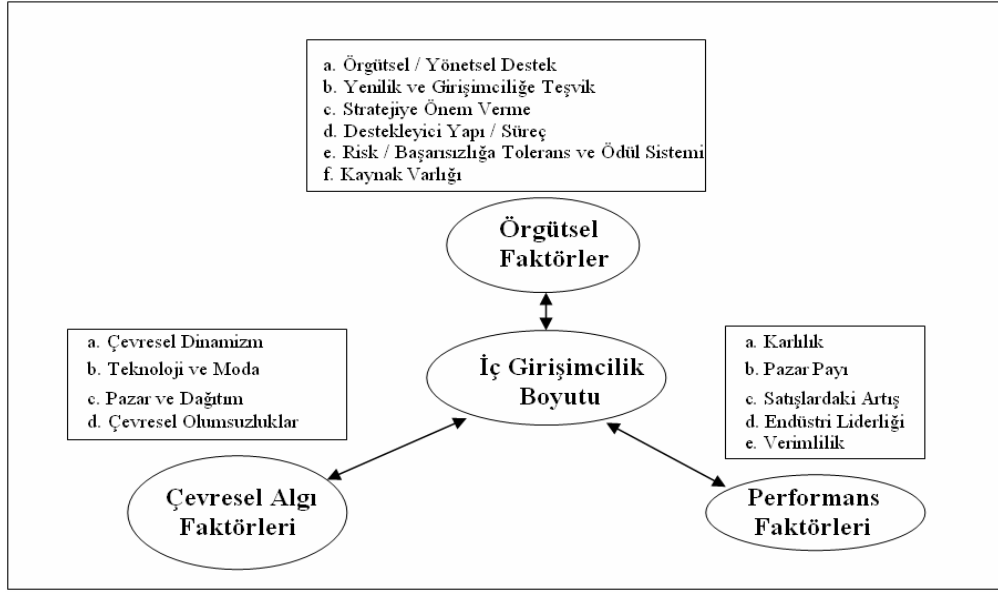 a. Örgütsel / Yönetsel Destek
b. Yenilik ve Girişimciliğe Teşvik
c. Stratejiye Önem Verme
d. Destekleyici Yapı / Süreç
e. Risk / Başarısızlığa Tolerans ve Ödül Sistemi
f. Kaynak Varlığı
Örgütsel
Faktörler
a. Çevresel Dinamizm
b. Teknoloji ve Moda
c. Pazar ve Dağıtım
d. Çevresel Olumsuzluklar
İç Girişimcilik
Boyutu
a. Karlılık
b. Pazar Payı
c. Satışlardaki Artış
d. Endüstri Liderliği
e. Verimlilik
Çevresel Algı
Faktörleri
Performans
Faktörleri